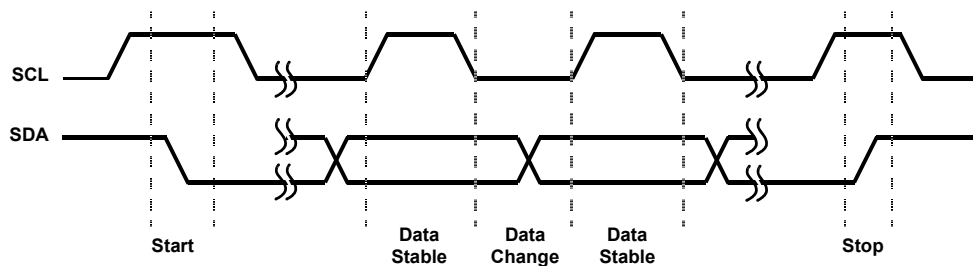 SCL
SDA
Start
Data Stable
Data Change
Data Stable
Stop